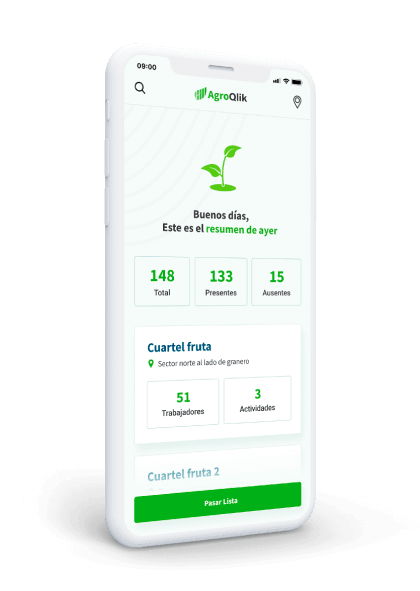 09:00
AgroQlik
Buenos días,
Este es el resumen de ayer
148
Total
133
Presentes
15
Ausentes
Cuartel fruta
Sector norte al lado de granero
51
Trabajadores
3
Actividades
Cuartel fruta 2
Pasar Lista